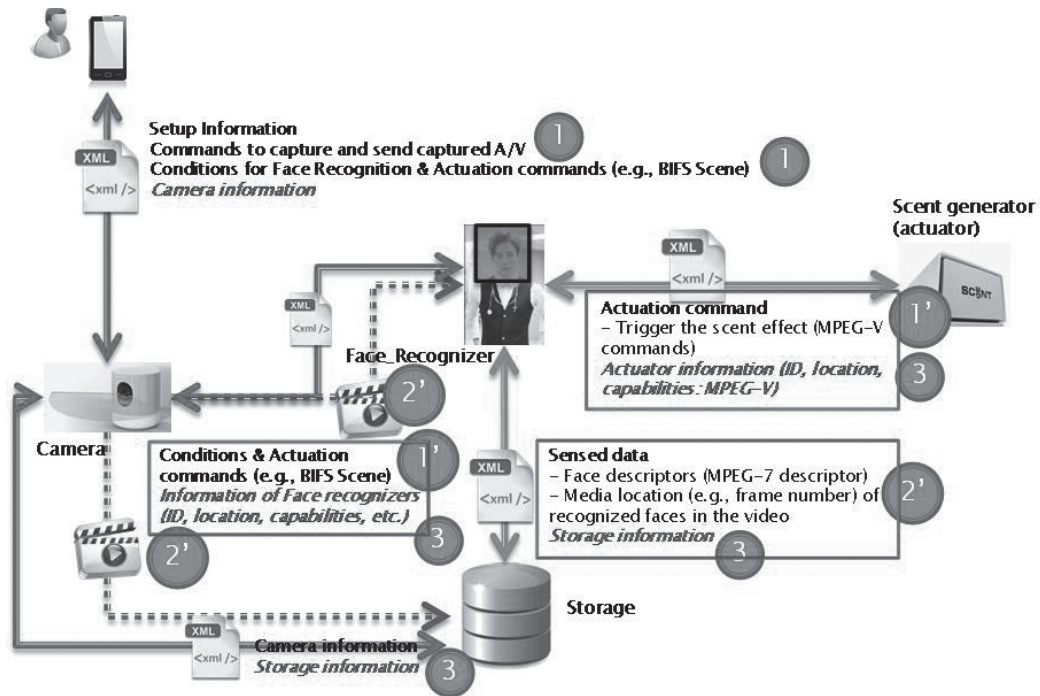 Setup Information
Commands to capture and send captured A/V
1
Conditions for Face Recognition & Actuation commands (e.g., BIFS Scene)
1
Camera information
XML
<xml />
Scent generator
(actuator)
SCENT
XML
<xml />
Actuation command
– Trigger the scent effect (MPEG-V
commands)
1'
Actuator information (ID, location,
capabilities: MPEG-V)
3
XML
<xml />
Face_Recognizer
2'
Camera
Conditions & Actuation
commands (e.g., BIFS Scene)
1'
Information of Face recognizers
(ID, location, capabilities, etc.)
3
2'
XML
<xml />
Sensed data
– Face descriptors (MPEG-7 descriptor)
– Media location (e.g., frame number) of
recognized faces in the video
2'
Storage information
3
Storage
XML
<xml />
Camera information
Storage information
3